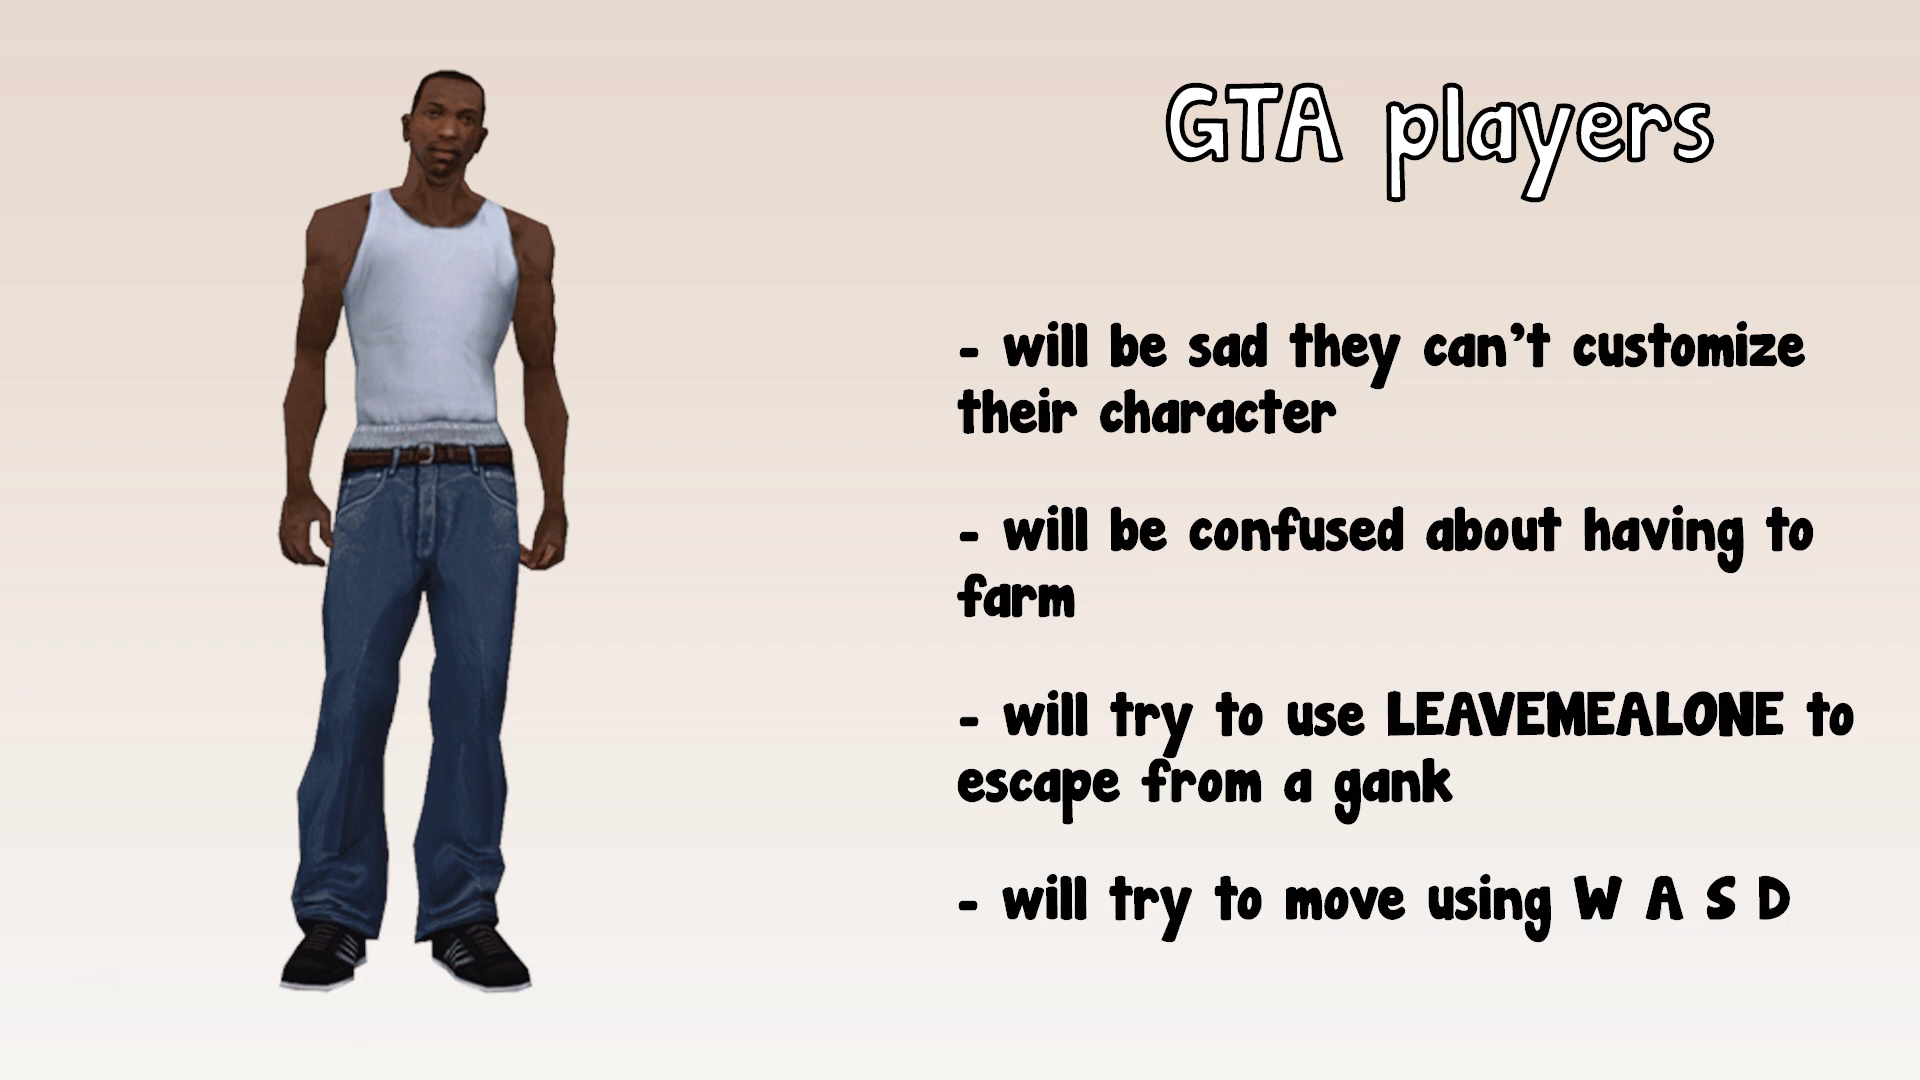 GTA players
- will be sad they can't customize
their character
- will be confused about having to
farm
- will try to use LEAVEMEALONE to
escape from a gank
- will try to move using W A S D